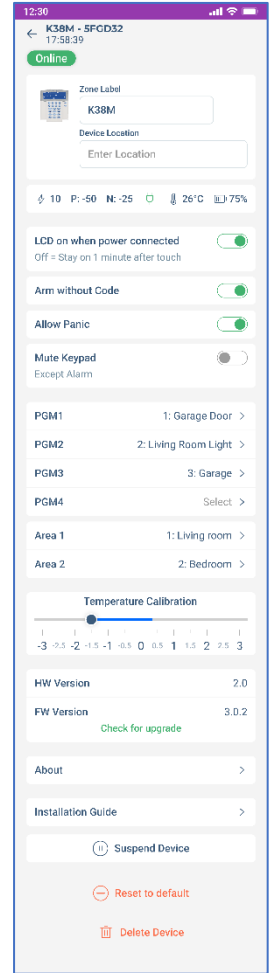 12:30
K38M - 5FGD32
17:58:39
Online
Zone Label
K38M
Device Location
Enter Location
10 P:-50 N:-25 26°C 75%
LCD on when power connected
Off = Stay on 1 minute after touch
Arm without Code
Allow Panic
Mute Keypad
Except Alarm
PGM1 1: Garage Door >
PGM2 2: Living Room Light >
PGM3 3: Garage >
PGM4 Select >
Area 1 1: Living room >
Area 2 2: Bedroom >
Temperature Calibration
-3 -2.5 -2 -1.5 -1 -0.5 0 0.5 1 1.5 2 2.5 3
HW Version 2.0
FW Version 3.0.2
Check for upgrade
About >
Installation Guide >
Suspend Device
Reset to default
Delete Device